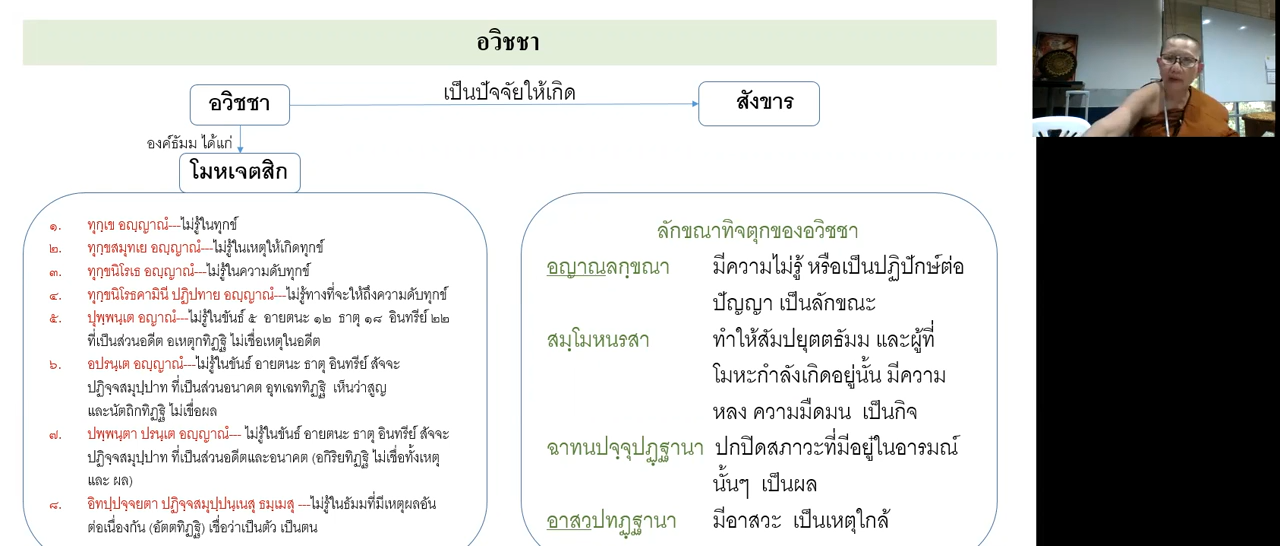 อวิชชา
อวิชชา
เป็นปัจจัยให้เกิด
สังขาร
องค์ธัมม ได้แก่
โมหเจตสิก
๑. ทุกฺเข อญฺญาณํ---ไม่รู้ในทุกข์
๒. ทุกฺขสมุทเย อญฺญาณํ---ไม่รู้ในเหตุให้เกิดทุกข์
๓. ทุกฺขนิโรเธ อญฺญาณํ---ไม่รู้ในความดับทุกข์
๔. ทุกฺขนิโรธคามินี ปฏิปทาย อญฺญาณํ---ไม่รู้ทางที่จะให้ถึงความดับทุกข์
๕. ปุพฺพนฺเต อญาณํ---ไม่รู้ในขันธ์ ๕ อายตนะ ๑๒ ธาตุ ๑๘ อินทรีย์ ๒๒
ที่เป็นส่วนอดีต อเหตุกทิฏฐิ ไม่เชื่อเหตุในอดีต
๖. อปรนฺเต อญฺญาณํ---ไม่รู้ในขันธ์ อายตนะ ธาตุ อินทรีย์ สัจจะ
ปฏิจฺจสมุปฺปาท ที่เป็นส่วนอนาคต อุทเฉททิฏฐิ เห็นว่าสูญ
และนัตถิกทิฏฐิ ไม่เชื่อผล
๗. ปพฺพนฺตา ปรนฺเต อญฺญาณํ--- ไม่รู้ในขันธ์ อายตนะ ธาตุ อินทรีย์ สัจจะ
ปฏิจฺจสมุปฺปาท ที่เป็นส่วนอดีตและอนาคต (อกิริยทิฏฐิ ไม่เชื่อทั้งเหตุ
และ ผล)
๘. อิทปฺปจฺจยตา ปฏิจฺจสมุปฺปนฺเนสุ ธมฺเมสุ ---ไม่รู้ในธัมมที่มีเหตุผลอัน
ต่อเนื่องกัน (อัตตทิฏฐิ) เชื่อว่าเป็นตัว เป็นตน
ลักขณาทิจตุกของอวิชชา
อญาณลกฺขณา มีความไม่รู้ หรือเป็นปฏิปักษ์ต่อ
ปัญญา เป็นลักขณะ
สมฺโมหนรสา ทำให้สัมปยุตตธัมม และผู้ที่
โมหะกำลังเกิดอยู่นั้น มีความ
หลง ความมืดมน เป็นกิจ
ฉาทนปจฺจุปฏฺฐานา ปกปิดสภาวะที่มีอยู่ในอารมณ์
นั้นๆ เป็นผล
อาสวปทฏฺฐานา มีอาสวะ เป็นเหตุใกล้